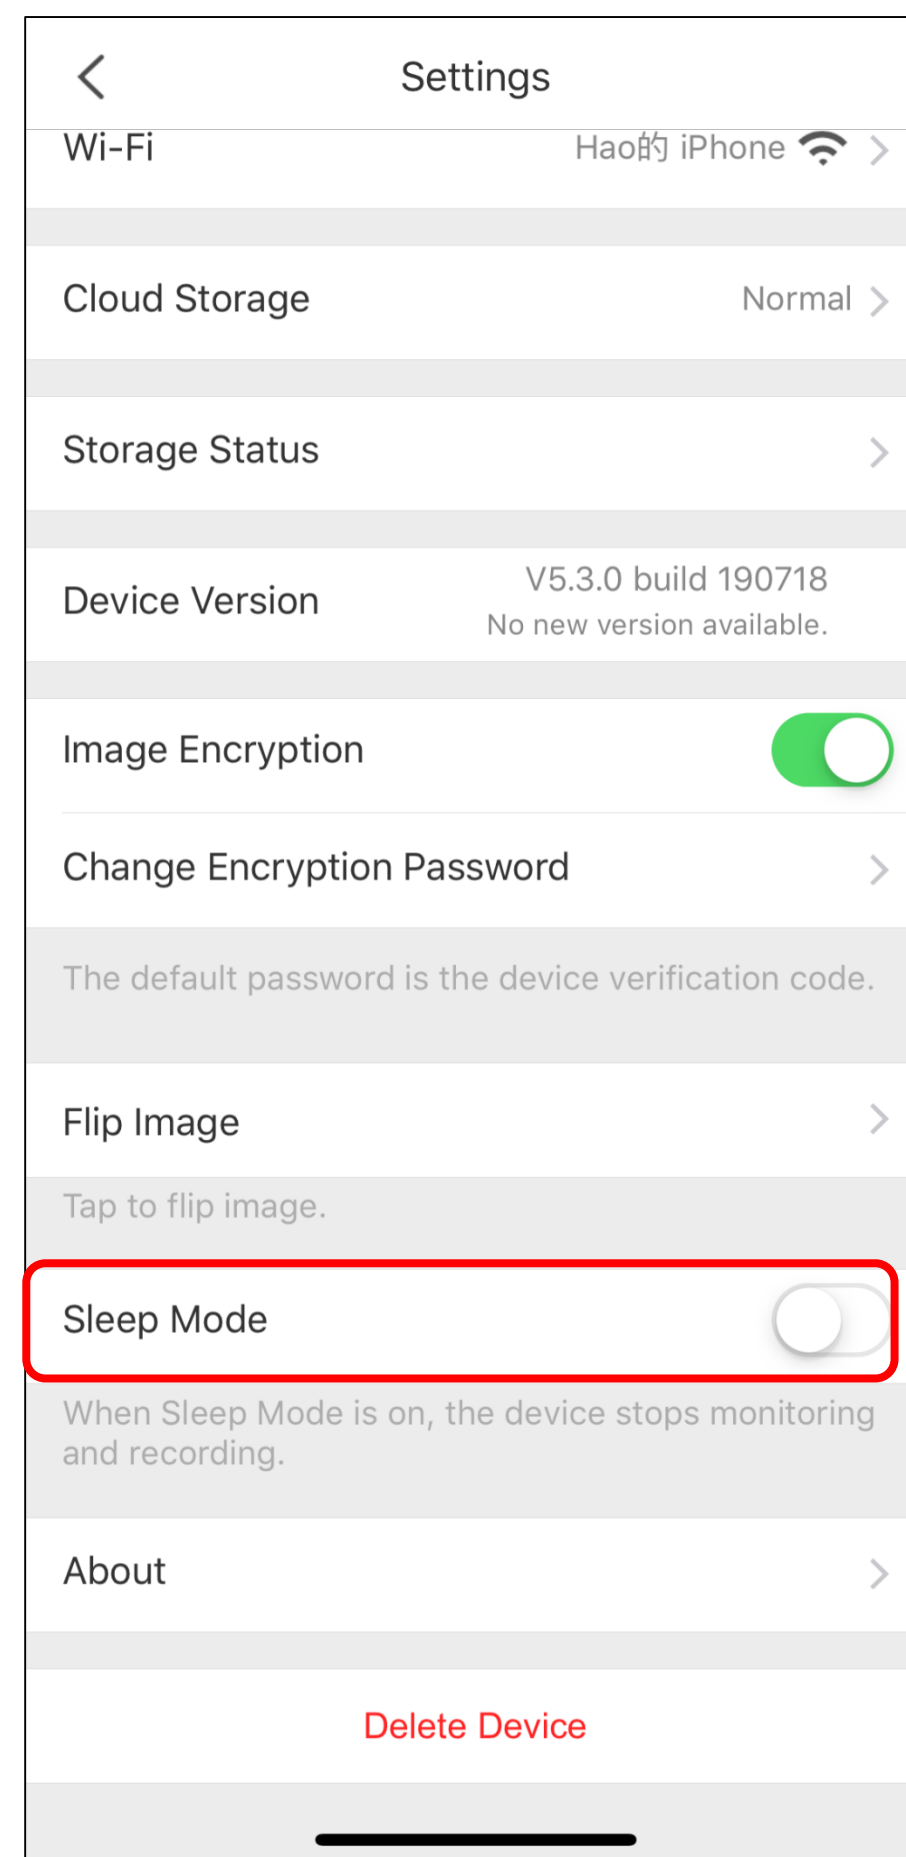 Settings
Wi-Fi Hao的 iPhone
Cloud Storage Normal
Storage Status
Device Version V5.3.0 build 190718
No new version available.
Image Encryption
Change Encryption Password
The default password is the device verification code.
Flip Image
Tap to flip image.
Sleep Mode
When Sleep Mode is on, the device stops monitoring
and recording.
About
Delete Device